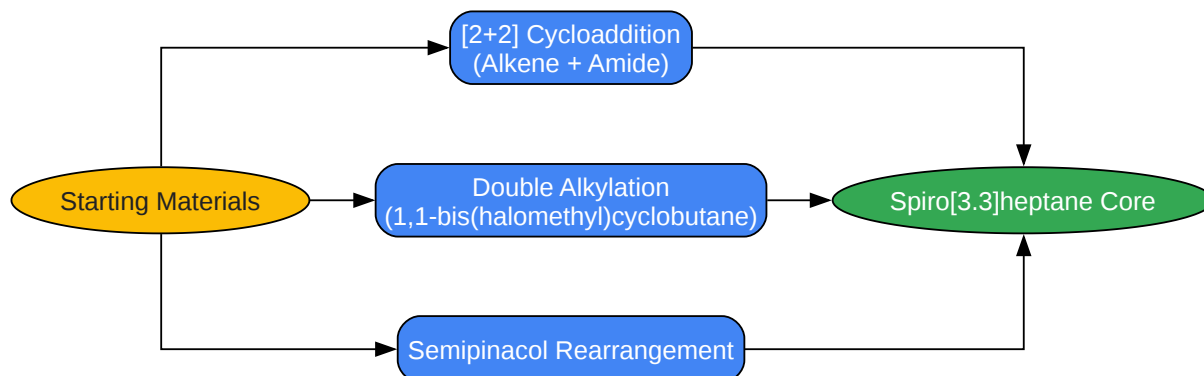 [2+2] Cycloaddition
(Alkene + Amide)
Starting Materials
Double Alkylation
(1,1-bis(halomethyl)cyclobutane)
Spiro[3.3]heptane Core
Semipinacol Rearrangement